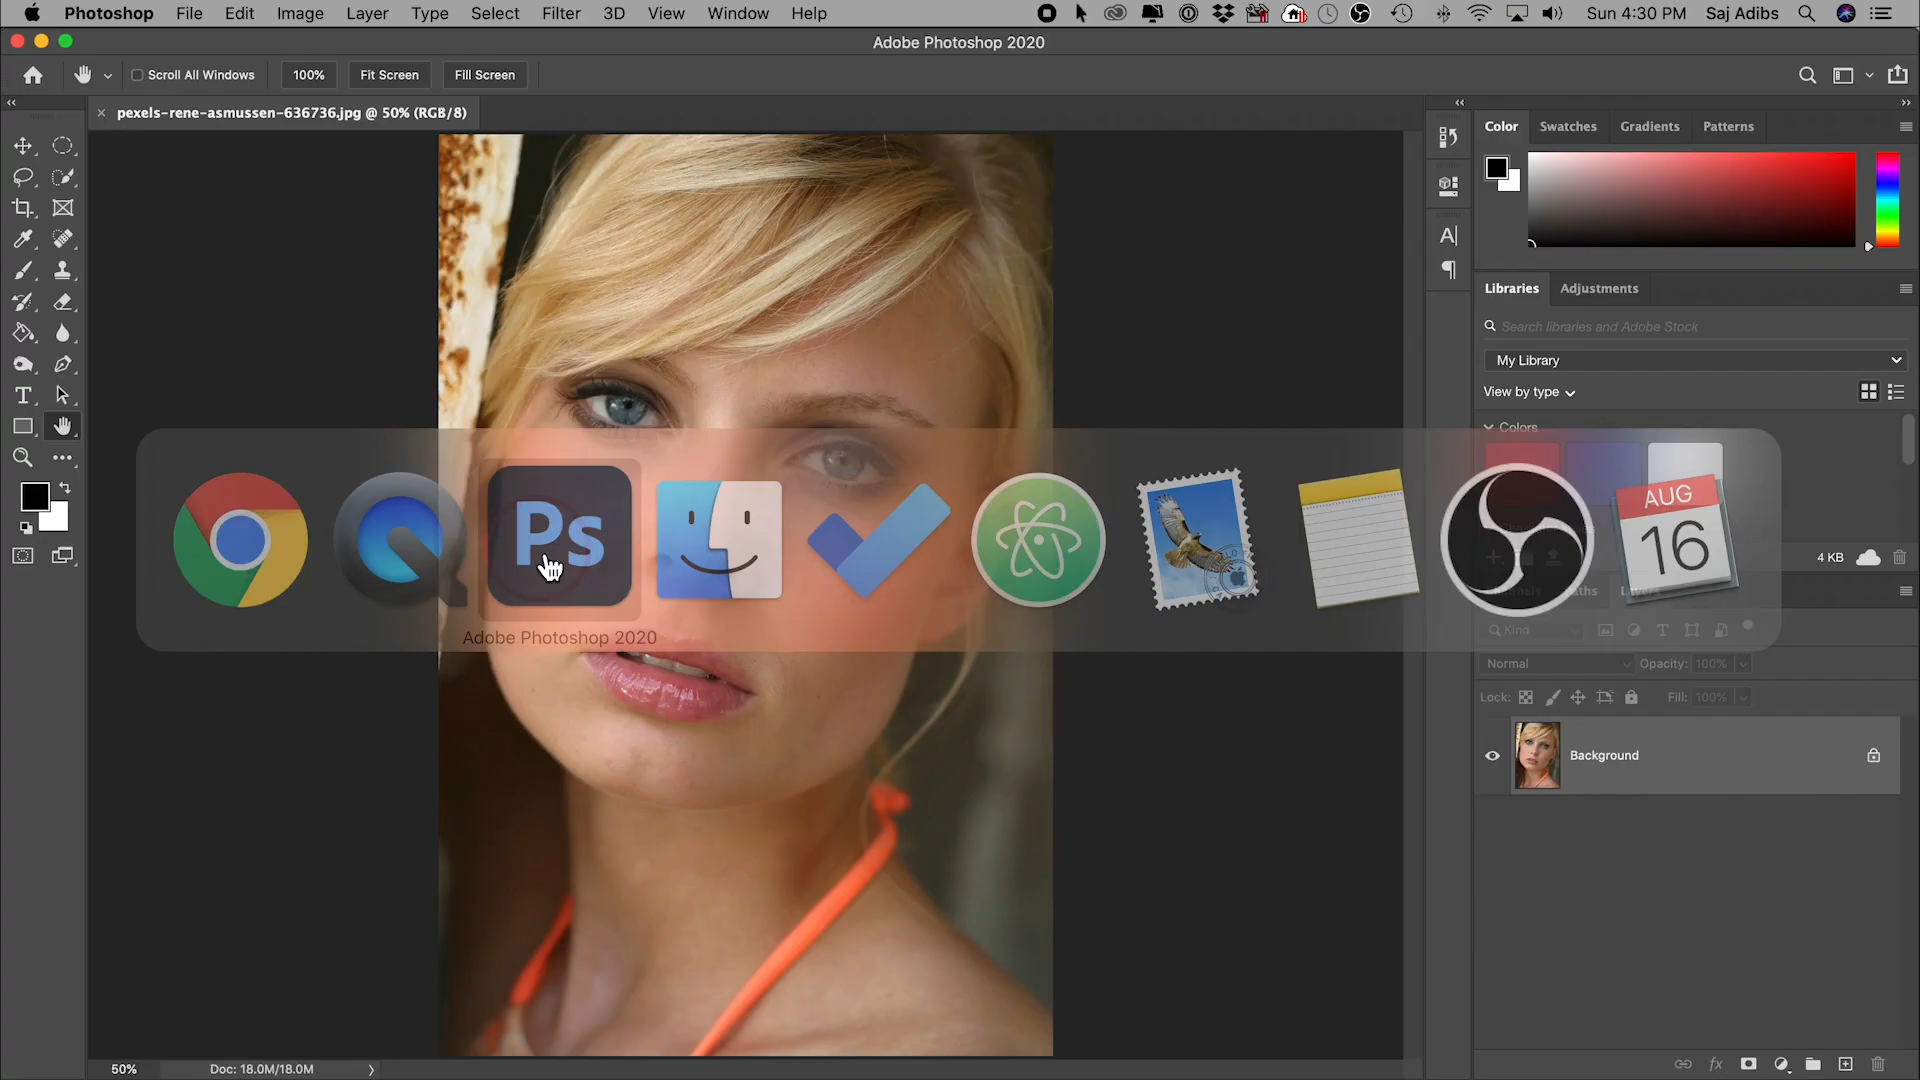 Photoshop File Edit Image Layer Type Select Filter 3D View Window Help Sun 4:30 PM Saj Adibs
Adobe Photoshop 2020
Scroll All Windows 100% Fit Screen Fill Screen
pexels-rene-asmussen-636736.jpg @ 50% (RGB/8)
Color Swatches Gradients Patterns
Libraries Adjustments
Search libraries and Adobe Stock
My Library
View by type
Colors
Ps
AUG
16
4 KB
Adobe Photoshop 2020
Kind
Normal Opacity: 100%
Lock: Fill: 100%
Background
50% Doc: 18.0M/18.0M